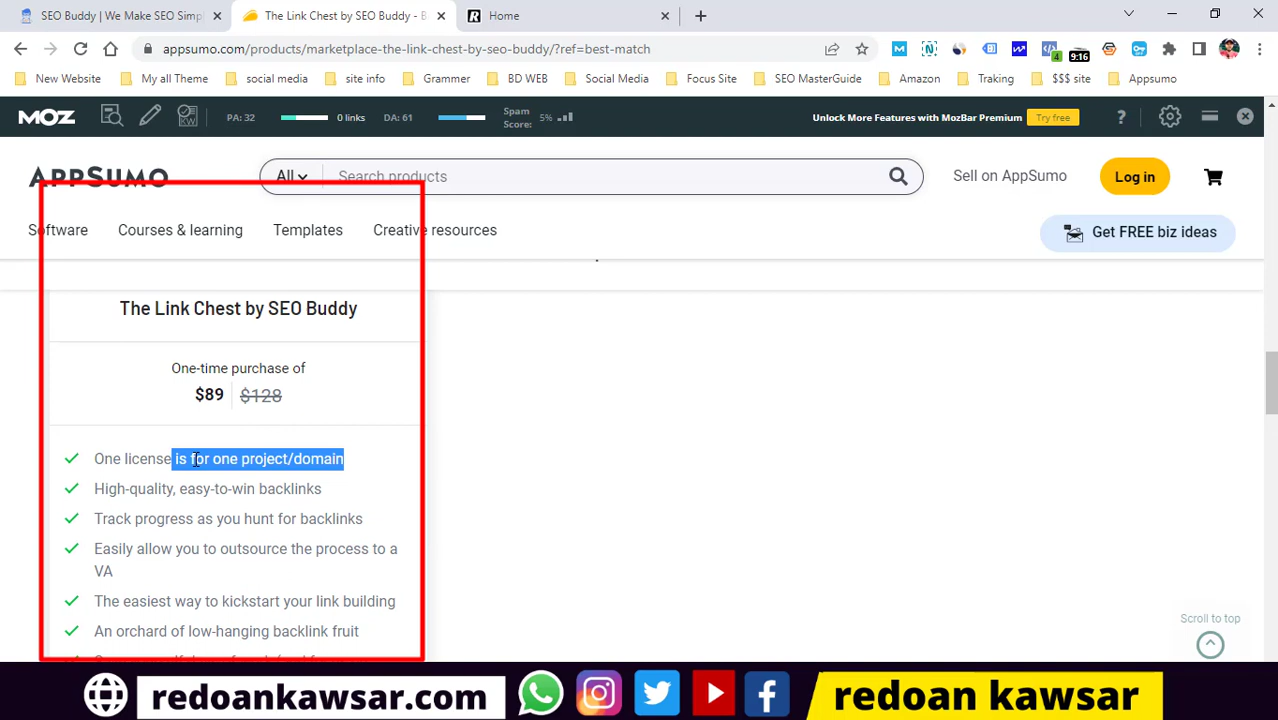 SEO Buddy | We Make SEO Simpl
The Link Chest by SEO Buddy - B
Home
appsumo.com/products/marketplace-the-link-chest-by-seo-buddy/?ref=best-match
4
9:16
New Website
My all Theme
social media
site info
Grammer
BD WEB
Social Media
Focus Site
SEO MasterGuide
Amazon
Traking
$$$ site
Appsumo
MOZ
KW
PA: 32
0 links
DA: 61
Spam Score: 5%
Unlock More Features with MozBar Premium
Try free
APPSUMO
All
Search products
Sell on AppSumo
Log in
Software
Courses & learning
Templates
Creative resources
Get FREE biz ideas
The Link Chest by SEO Buddy
One-time purchase of
$89
$128
One license is for one project/domain
High-quality, easy-to-win backlinks
Track progress as you hunt for backlinks
Easily allow you to outsource the process to a
VA
The easiest way to kickstart your link building
An orchard of low-hanging backlink fruit
Scroll to top
redoankawsar.com
redoan kawsar